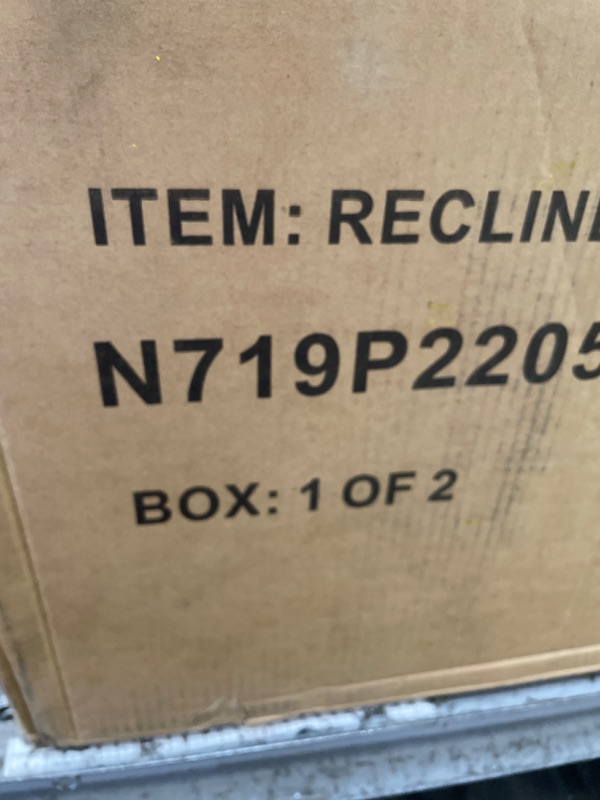 ITEM: RECLINE
N719P2205
BOX: 1 OF 2